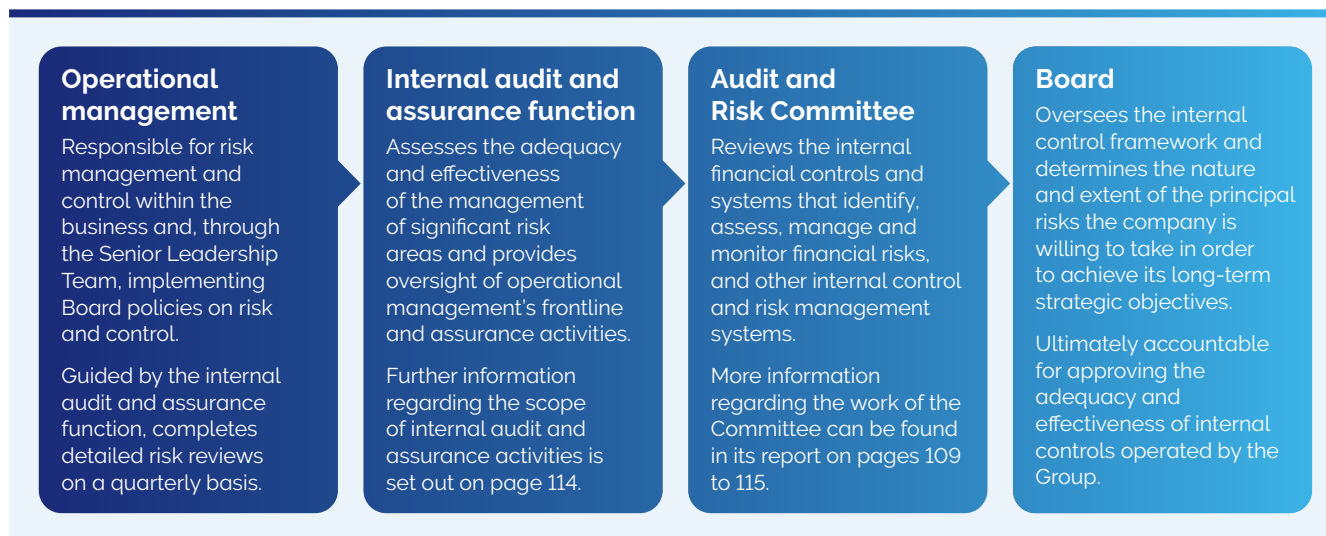 Operational
management
Responsible for risk
management and
control within the
business and, through
the Senior Leadership
Team, implementing
Board policies on risk
and control.
Guided by the internal
audit and assurance
function, completes
detailed risk reviews
on a quarterly basis.
Internal audit and
assurance function
Assesses the adequacy
and effectiveness
of the management
of significant risk
areas and provides
oversight of operational
management's frontline
and assurance activities.
Further information
regarding the scope
of internal audit and
assurance activities is
set out on page 114.
Audit and
Risk Committee
Reviews the internal
financial controls and
systems that identify,
assess, manage and
monitor financial risks,
and other internal control
and risk management
systems.
More information
regarding the work of the
Committee can be found
in its report on pages 109
to 115.
Board
Oversees the internal
control framework and
determines the nature
and extent of the principal
risks the company is
willing to take in order
to achieve its long-term
strategic objectives.
Ultimately accountable
for approving the
adequacy and
effectiveness of internal
controls operated by the
Group.